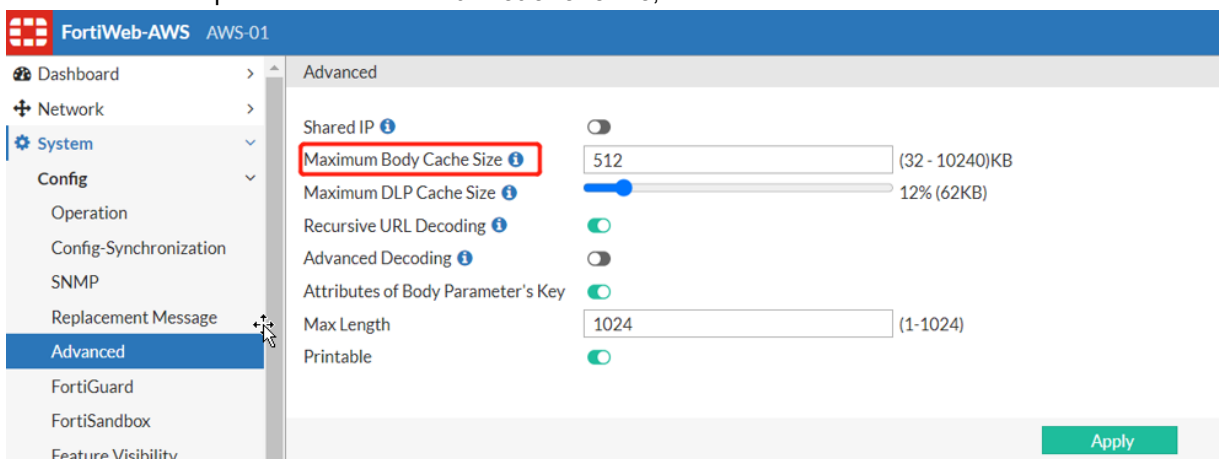 FortiWeb-AWS AWS-01
Dashboard
Network
System
Config
Operation
Config-Synchronization
SNMP
Replacement Message
Advanced
FortiGuard
FortiSandbox
Feature Visibility
Advanced
Shared IP
Maximum Body Cache Size 512 (32 - 10240)KB
Maximum DLP Cache Size 12% (62KB)
Recursive URL Decoding
Advanced Decoding
Attributes of Body Parameter's Key
Max Length 1024 (1-1024)
Printable
Apply